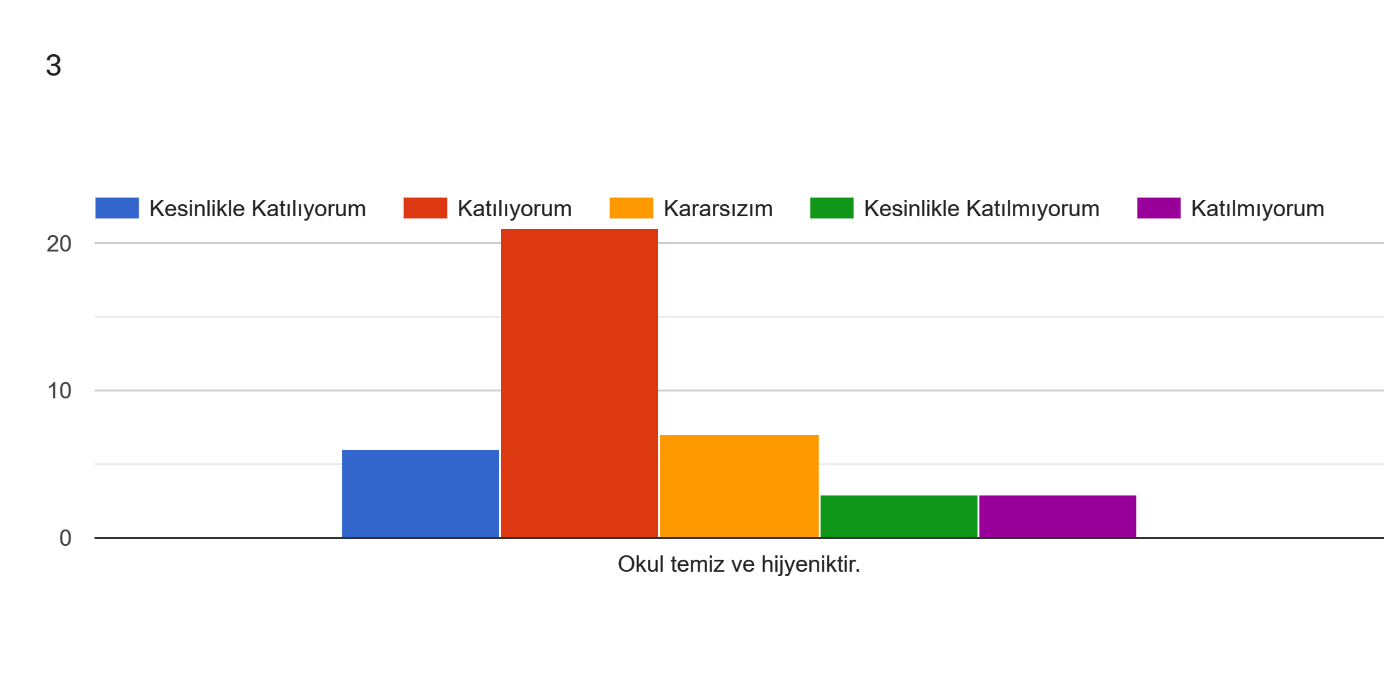 3
Kesinlikle Katılıyorum Katılıyorum Kararsızım Kesinlikle Katılmıyorum Katılmıyorum
20
10
0
Okul temiz ve hijyeniktir.